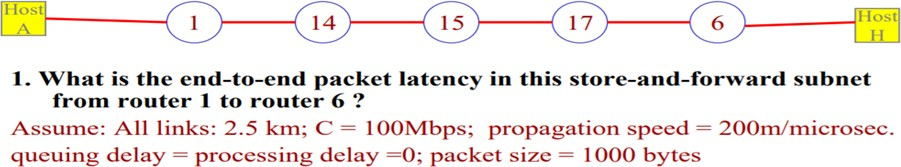 Host A
1
14
15
17
6
Host H
1. What is the end-to-end packet latency in this store-and-forward subnet
from router 1 to router 6 ?
Assume: All links: 2.5 km; C = 100Mbps; propagation speed = 200m/microsec.
queuing delay = processing delay =0; packet size = 1000 bytes